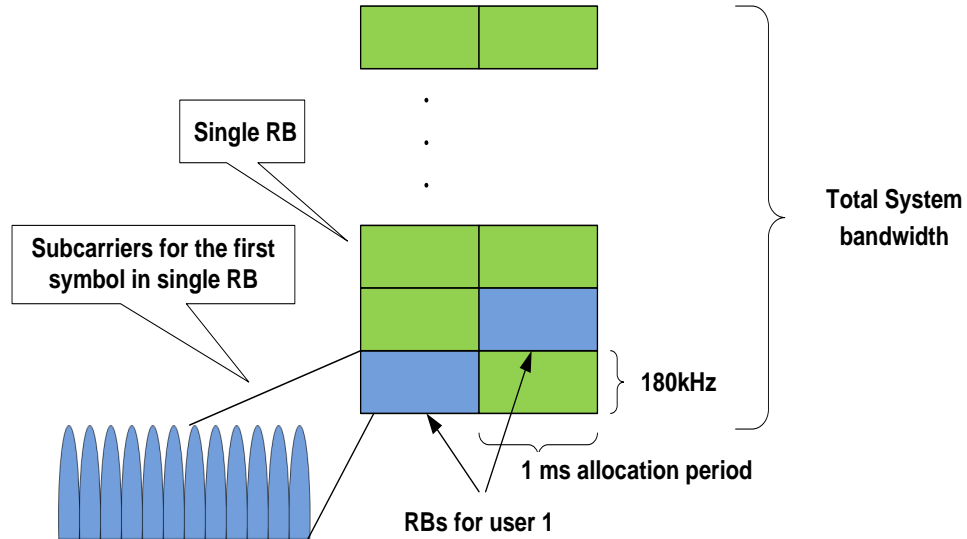 Single RB
Subcarriers for the first
symbol in single RB
Total System
bandwidth
180kHz
1 ms allocation period
RBs for user 1